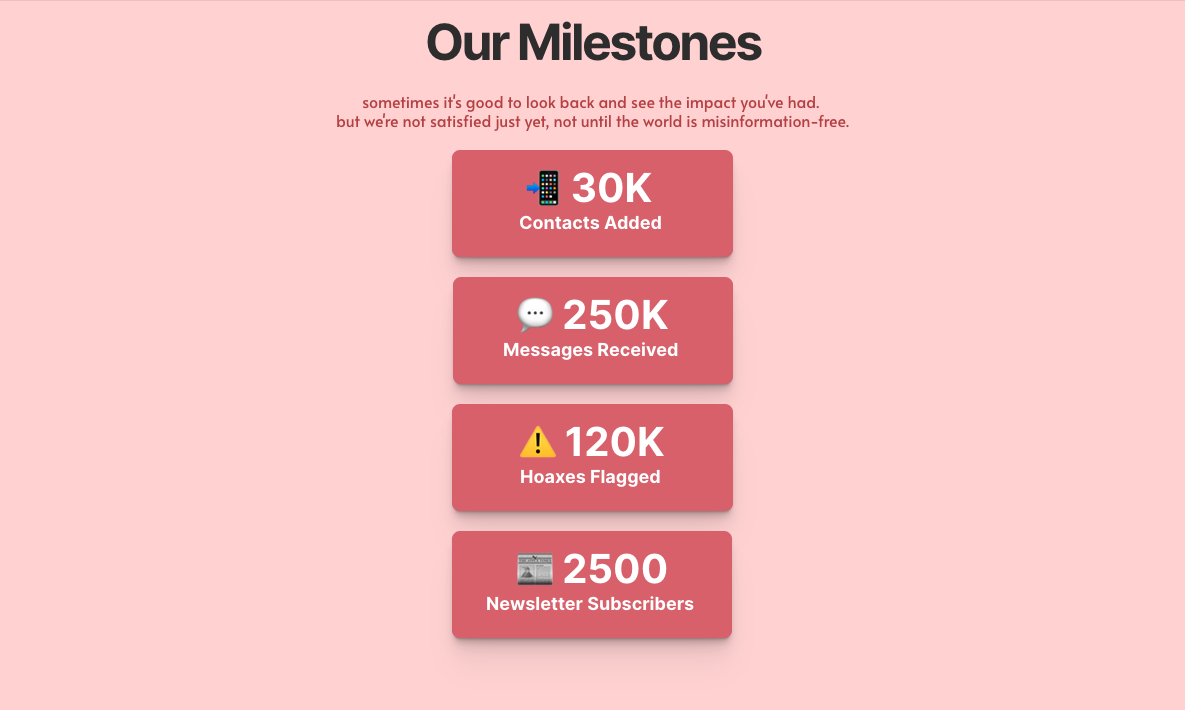 Our Milestones
sometimes it's good to look back and see the impact you've had.
but we're not satisfied just yet, not until the world is misinformation-free.
📲 30K
Contacts Added
💬 250K
Messages Received
⚠️ 120K
Hoaxes Flagged
📰 2500
Newsletter Subscribers